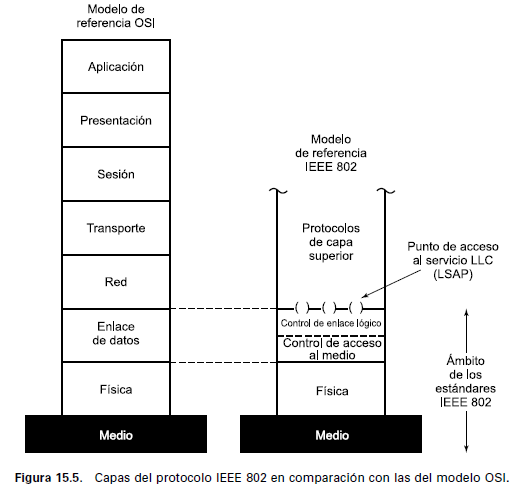 Modelo de
referencia OSI
Aplicación
Presentación
Sesión
Transporte
Red
Enlace
de datos
Física
Medio
Modelo
de referencia
IEEE 802
Protocolos
de capa
superior
Punto de acceso
al servicio LLC
(LSAP)
Control de enlace lógico
Control de acceso
al medio
Física
Medio
Ámbito
de los
estándares
IEEE 802
Figura 15.5. Capas del protocolo IEEE 802 en comparación con las del modelo OSI.